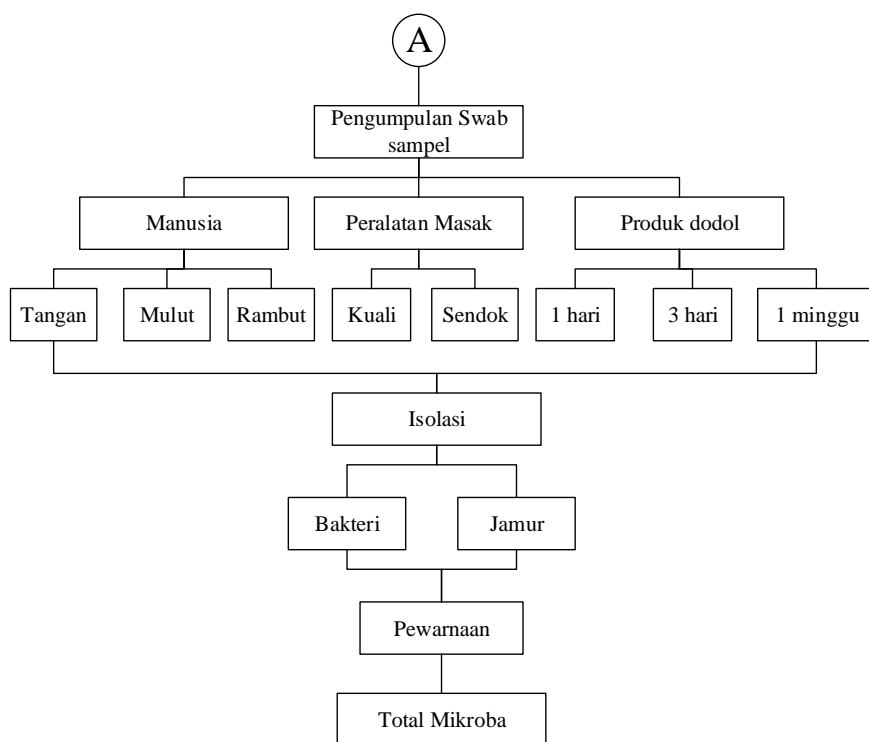 A
Pengumpulan Swab
sampel
Manusia
Peralatan Masak
Produk dodol
Tangan
Mulut
Rambut
Kuali
Sendok
1 hari
3 hari
1 minggu
Isolasi
Bakteri
Jamur
Pewarnaan
Total Mikroba